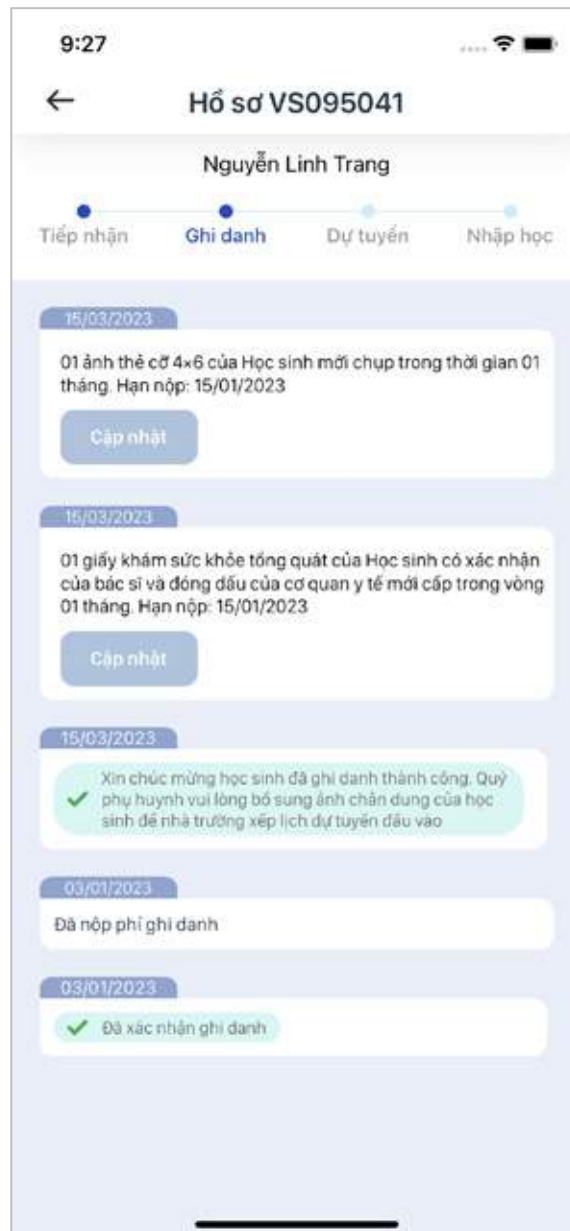 9:27
Hồ sơ VS095041
Nguyễn Linh Trang
Tiếp nhận Ghi danh Dự tuyển Nhập học
15/03/2023
01 ảnh thẻ cỡ 4×6 của Học sinh mới chụp trong thời gian 01
tháng. Hạn nộp: 15/01/2023
Cập nhật
15/03/2023
01 giấy khám sức khỏe tổng quát của Học sinh có xác nhận
của bác sĩ và đóng dấu của cơ quan y tế mới cấp trong vòng
01 tháng. Hạn nộp: 15/01/2023
Cập nhật
15/03/2023
Xin chúc mừng học sinh đã ghi danh thành công. Quý
phụ huynh vui lòng bổ sung ảnh chân dung của học
sinh để nhà trường xếp lịch dự tuyển đầu vào
03/01/2023
Đã nộp phí ghi danh
03/01/2023
Đã xác nhận ghi danh